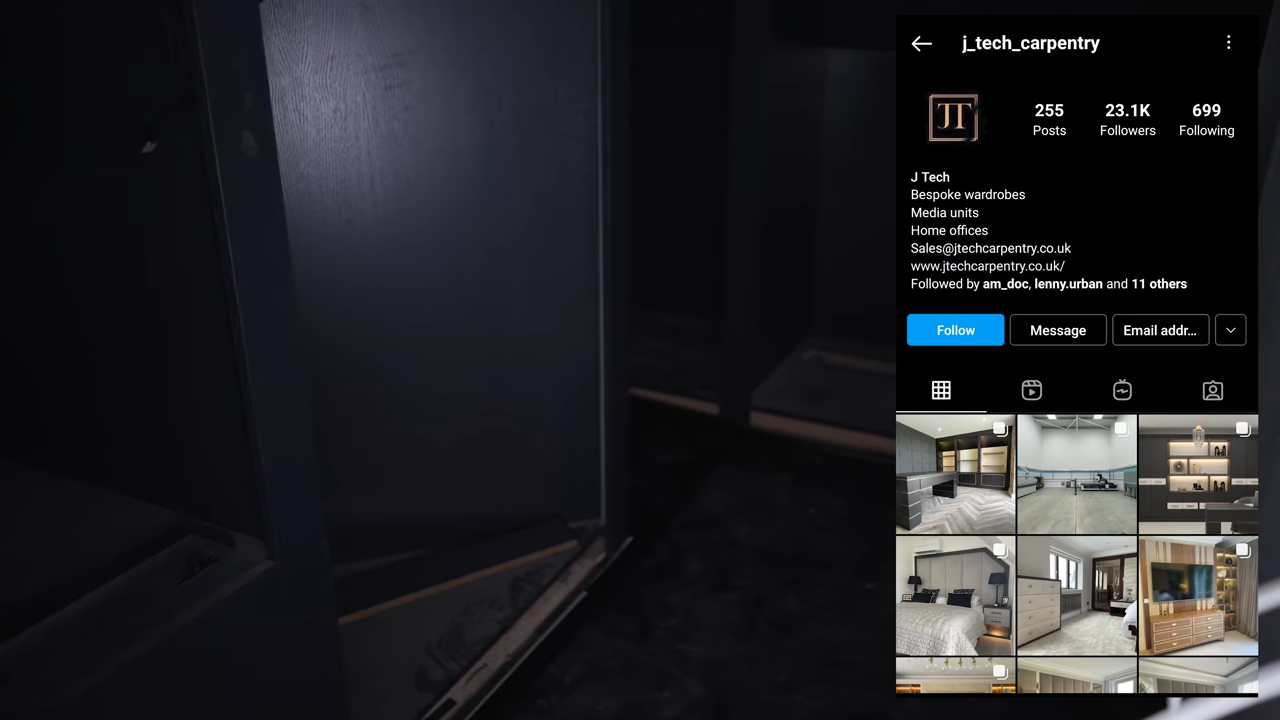 j_tech_carpentry
JT
255 23.1K 699
Posts Followers Following
J Tech
Bespoke wardrobes
Media units
Home offices
Sales@jtechcarpentry.co.uk
www.jtechcarpentry.co.uk/
Followed by am_doc, lenny.urban and 11 others
Follow Message Email addr...